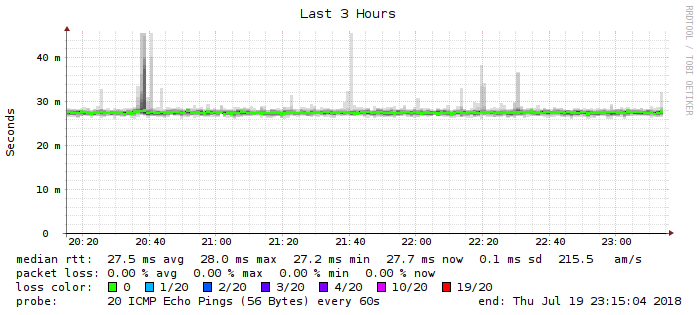 Last 3 Hours
RRDTOOL / TOBI OETIKER
Seconds
40 m
30 m
20 m
10 m
0
20:20 20:40 21:00 21:20 21:40 22:00 22:20 22:40 23:00
median rtt: 27.5 ms avg 28.0 ms max 27.2 ms min 27.7 ms now 0.1 ms sd 215.5 am/s
packet loss: 0.00 % avg 0.00 % max 0.00 % min 0.00 % now
loss color: 0 1/20 2/20 3/20 4/20 10/20 19/20
probe: 20 ICMP Echo Pings (56 Bytes) every 60s end: Thu Jul 19 23:15:04 2018